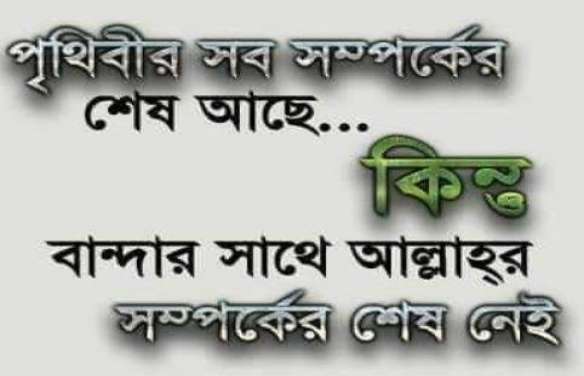 পৃথিবীর সব সম্পর্কের
শেষ আছে...
কিন্তু
বান্দার সাথে আল্লাহ্‌র
সম্পর্কের শেষ নেই